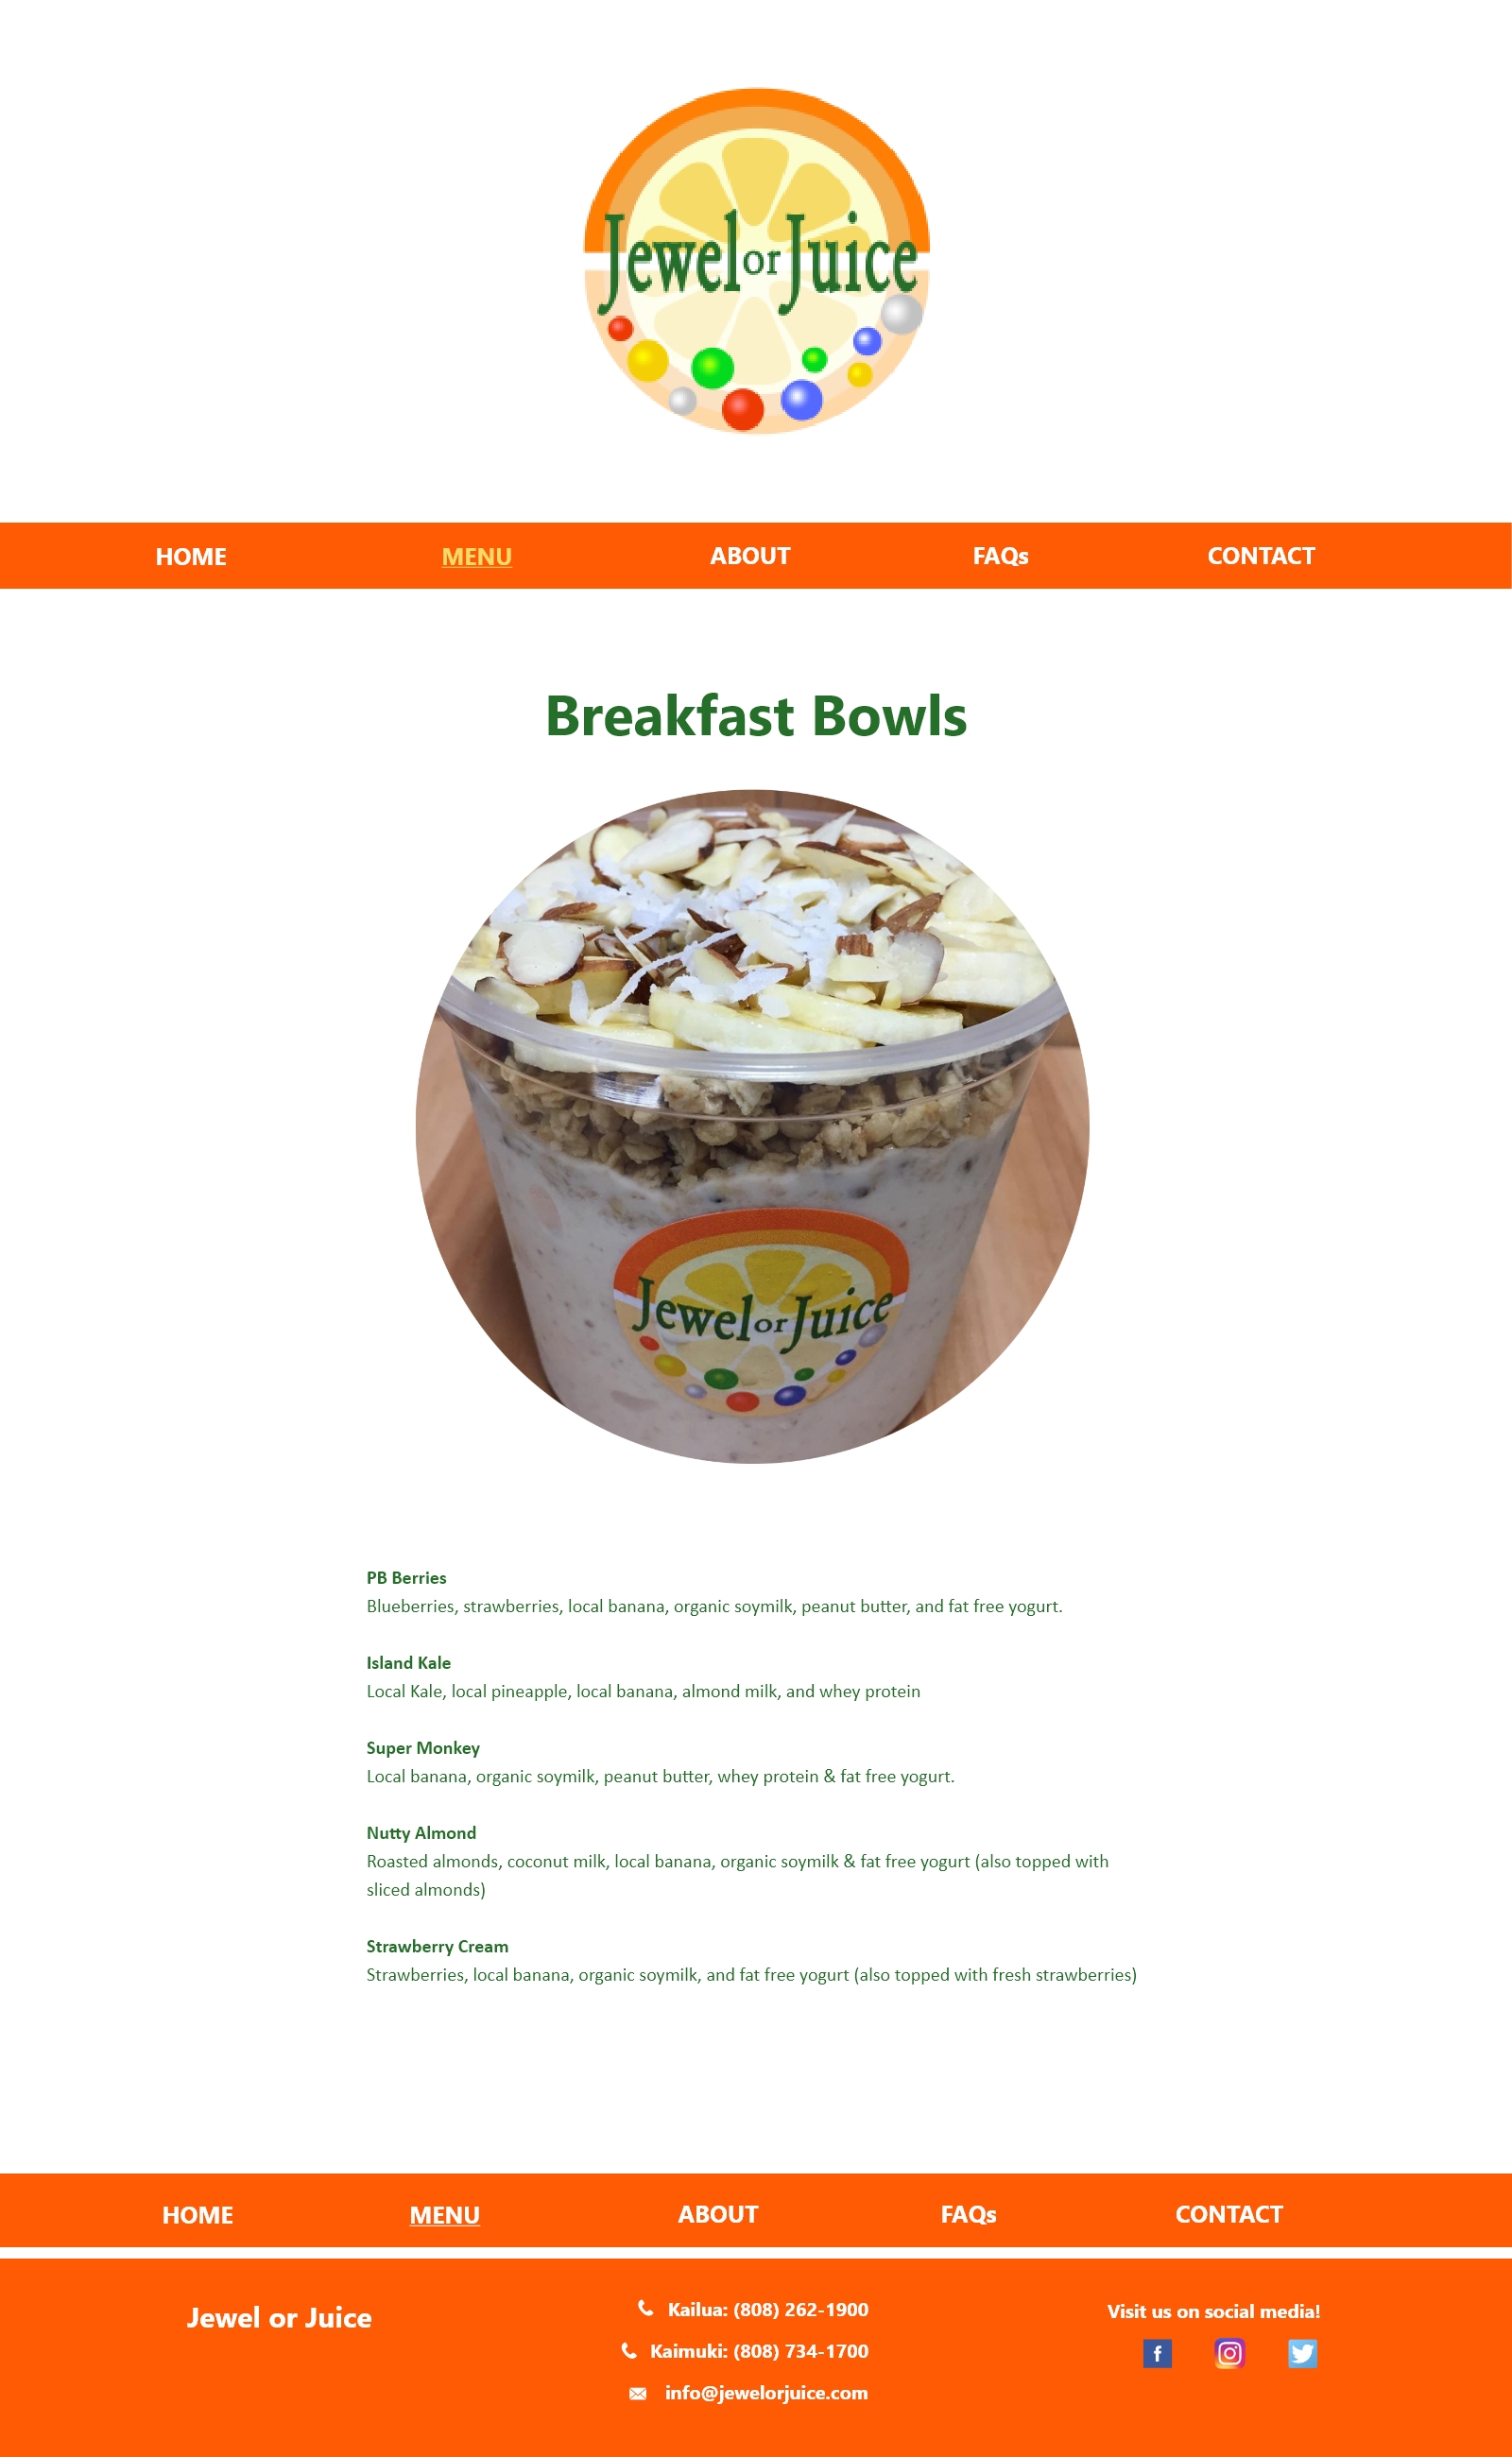 Jewel or Juice
HOME MENU ABOUT FAQs CONTACT
Breakfast Bowls
Jewel or Juice
PB Berries
Blueberries, strawberries, local banana, organic soymilk, peanut butter, and fat free yogurt.
Island Kale
Local Kale, local pineapple, local banana, almond milk, and whey protein
Super Monkey
Local banana, organic soymilk, peanut butter, whey protein & fat free yogurt.
Nutty Almond
Roasted almonds, coconut milk, local banana, organic soymilk & fat free yogurt (also topped with
sliced almonds)
Strawberry Cream
Strawberries, local banana, organic soymilk, and fat free yogurt (also topped with fresh strawberries)
HOME MENU ABOUT FAQs CONTACT
Jewel or Juice
Kailua: (808) 262-1900
Kaimuki: (808) 734-1700
info@jewelorjuice.com
Visit us on social media!